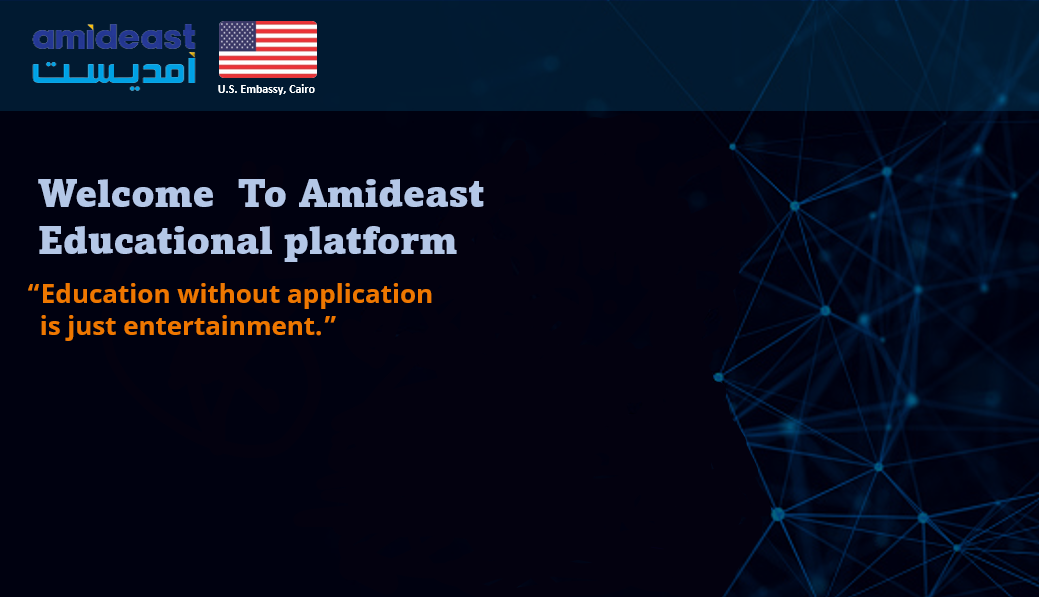 amideast
أمديست
U.S. Embassy, Cairo
Welcome To Amideast
Educational platform
“Education without application
is just entertainment.”